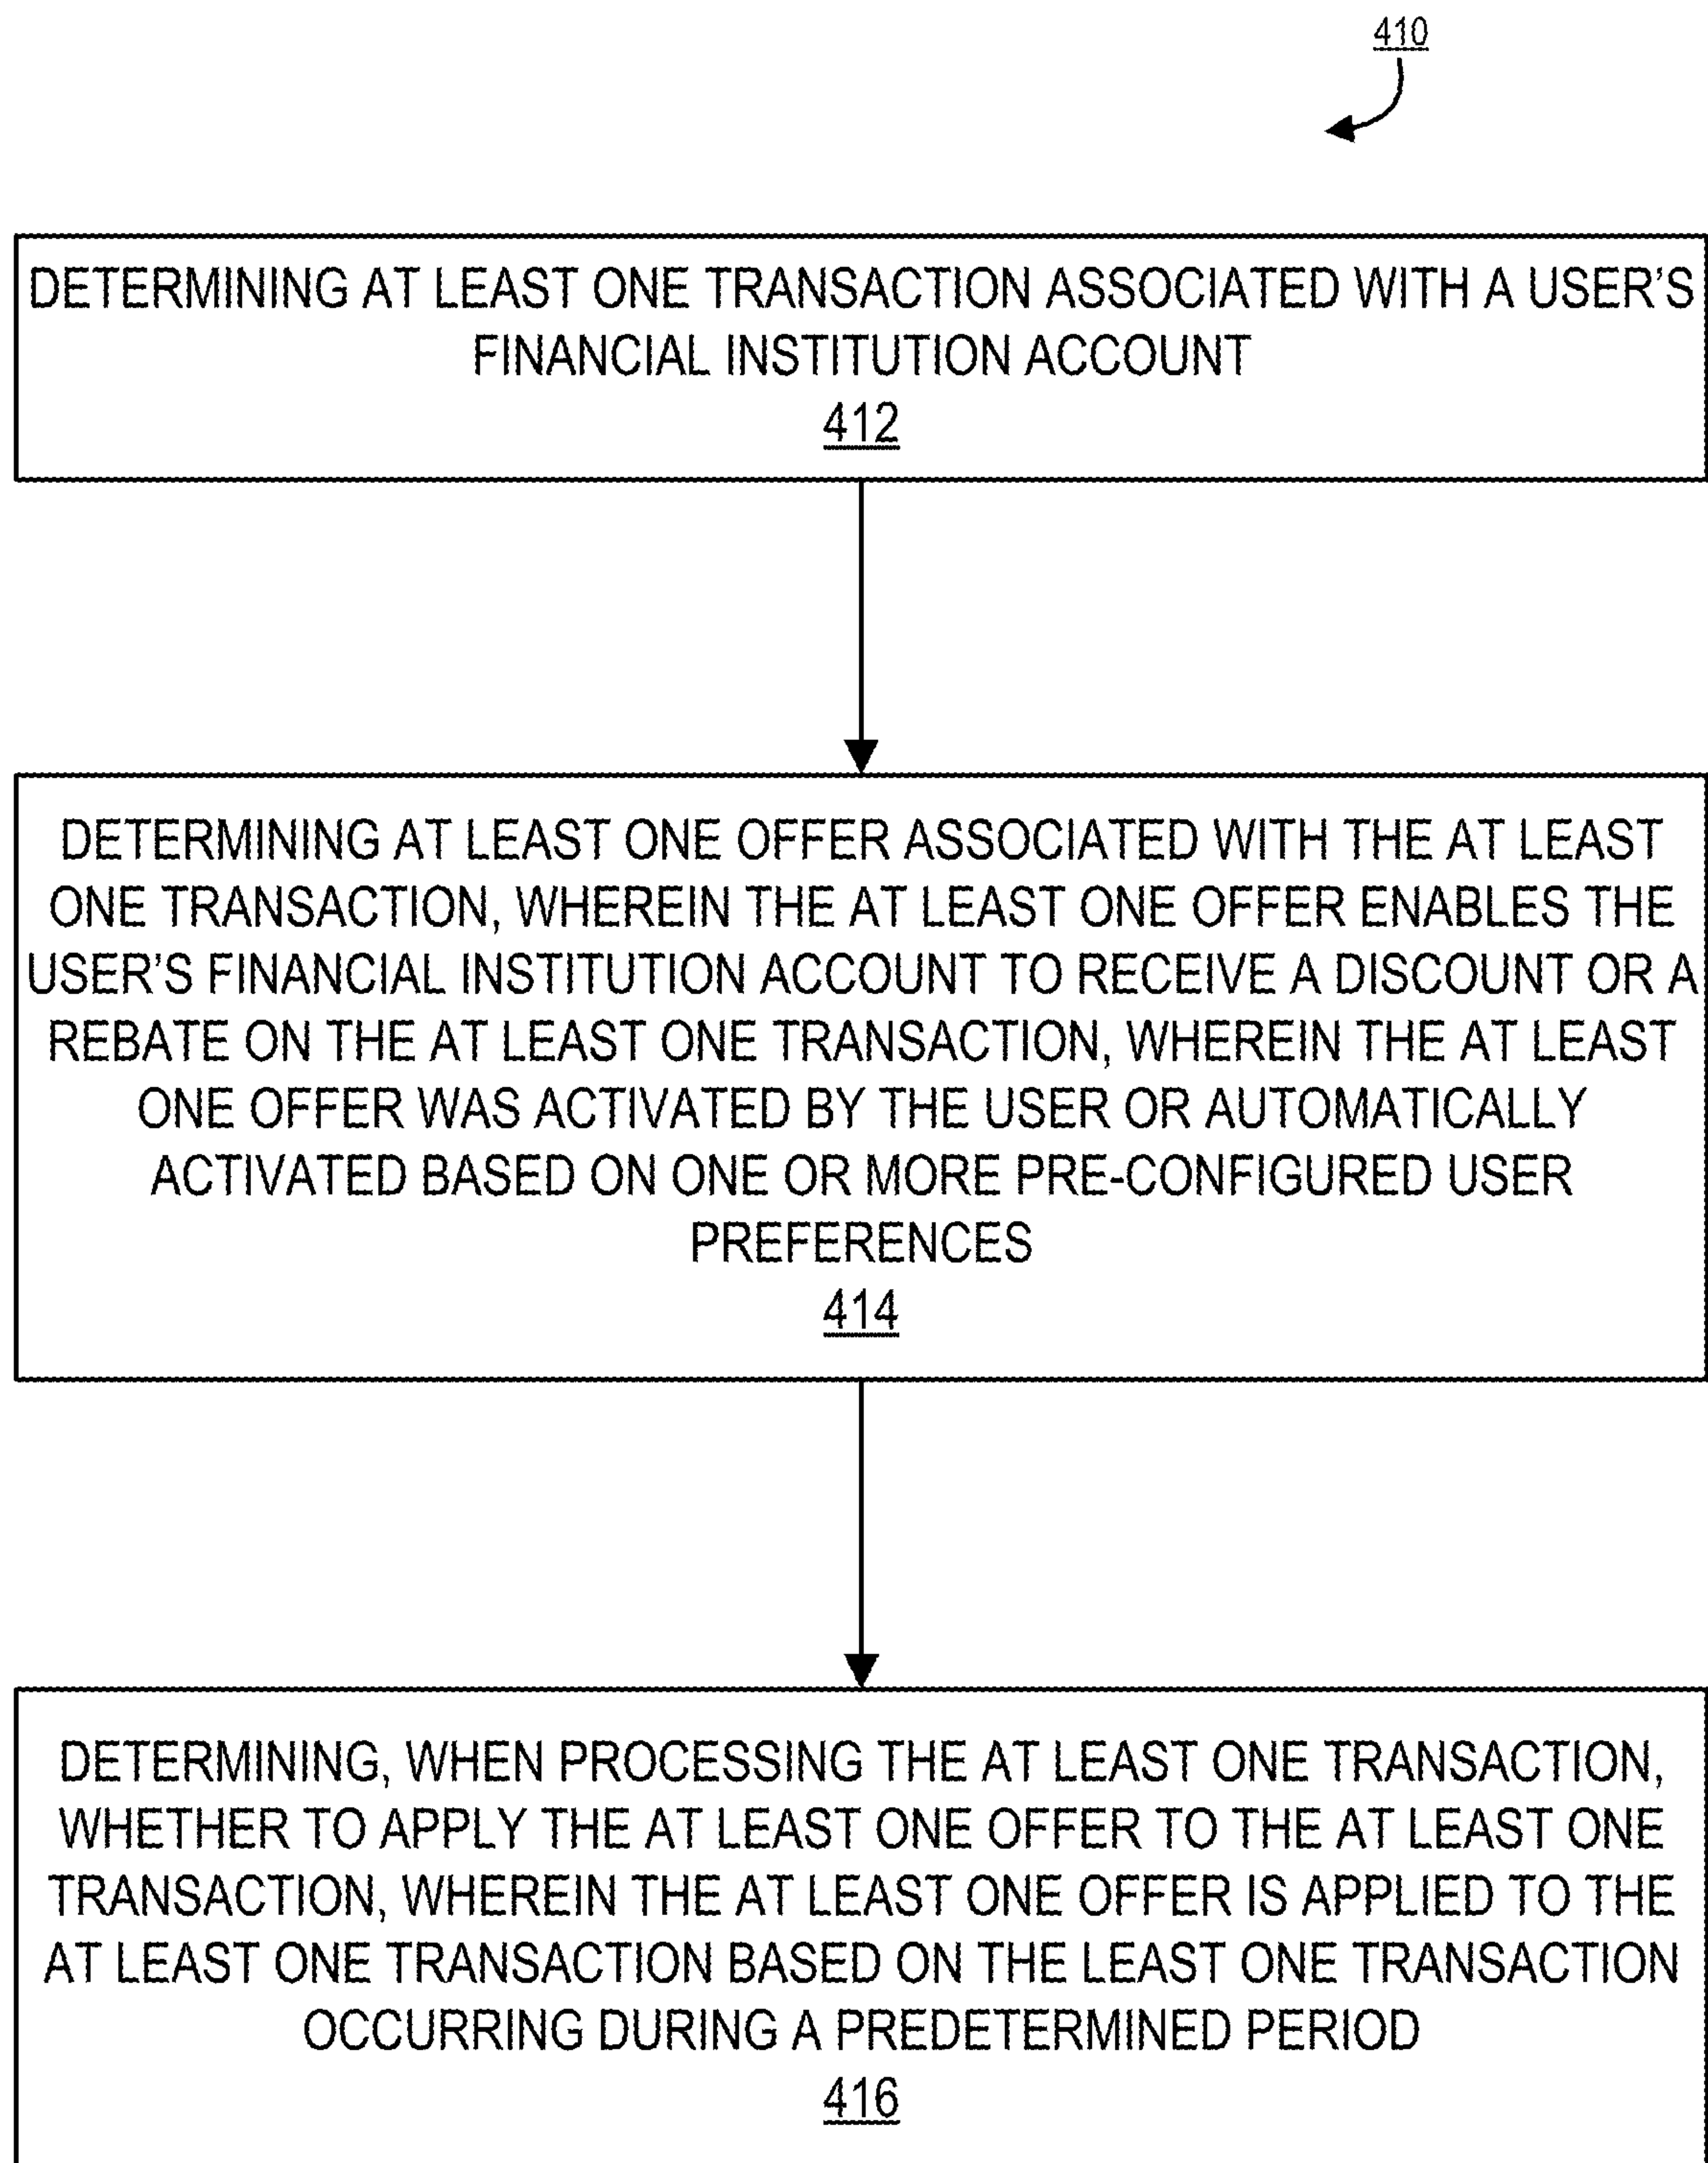 410
DETERMINING AT LEAST ONE TRANSACTION ASSOCIATED WITH A USER'S
FINANCIAL INSTITUTION ACCOUNT
412
DETERMINING AT LEAST ONE OFFER ASSOCIATED WITH THE AT LEAST
ONE TRANSACTION, WHEREIN THE AT LEAST ONE OFFER ENABLES THE
USER'S FINANCIAL INSTITUTION ACCOUNT TO RECEIVE A DISCOUNT OR A
REBATE ON THE AT LEAST ONE TRANSACTION, WHEREIN THE AT LEAST
ONE OFFER WAS ACTIVATED BY THE USER OR AUTOMATICALLY
ACTIVATED BASED ON ONE OR MORE PRE-CONFIGURED USER
PREFERENCES
414
DETERMINING, WHEN PROCESSING THE AT LEAST ONE TRANSACTION,
WHETHER TO APPLY THE AT LEAST ONE OFFER TO THE AT LEAST ONE
TRANSACTION, WHEREIN THE AT LEAST ONE OFFER IS APPLIED TO THE
AT LEAST ONE TRANSACTION BASED ON THE LEAST ONE TRANSACTION
OCCURRING DURING A PREDETERMINED PERIOD
416